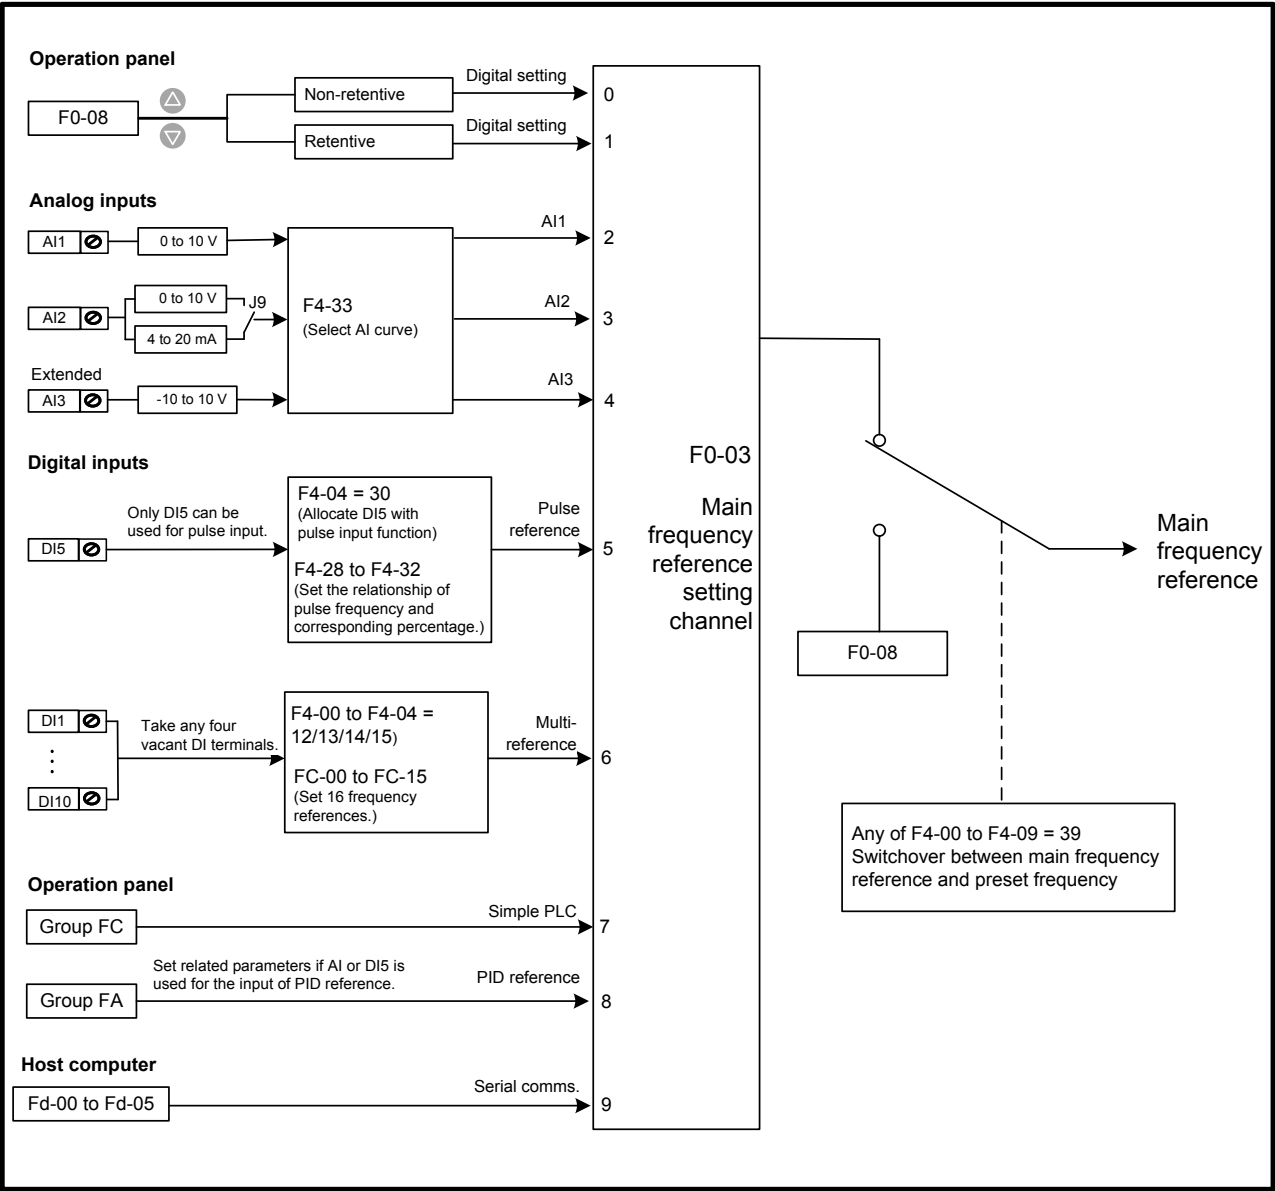 Operation panel
F0-08
Non-retentive
Digital setting
0
Retentive
Digital setting
1
Analog inputs
AI1
0 to 10 V
AI1
2
AI2
0 to 10 V
J9
4 to 20 mA
F4-33
(Select AI curve)
AI2
3
Extended
AI3
-10 to 10 V
AI3
4
F0-03
Main
frequency
reference
setting
channel
Digital inputs
DI5
Only DI5 can be
used for pulse input.
F4-04 = 30
(Allocate DI5 with
pulse input function)
F4-28 to F4-32
(Set the relationship of
pulse frequency and
corresponding percentage.)
Pulse
reference
5
Main
frequency
reference
F0-08
DI1
DI10
Take any four
vacant DI terminals.
F4-00 to F4-04 =
12/13/14/15)
FC-00 to FC-15
(Set 16 frequency
references.)
Multi-
reference
6
Any of F4-00 to F4-09 = 39
Switchover between main frequency
reference and preset frequency
Operation panel
Group FC
Simple PLC
7
Group FA
Set related parameters if AI or DI5 is
used for the input of PID reference.
PID reference
8
Host computer
Fd-00 to Fd-05
Serial comms.
9